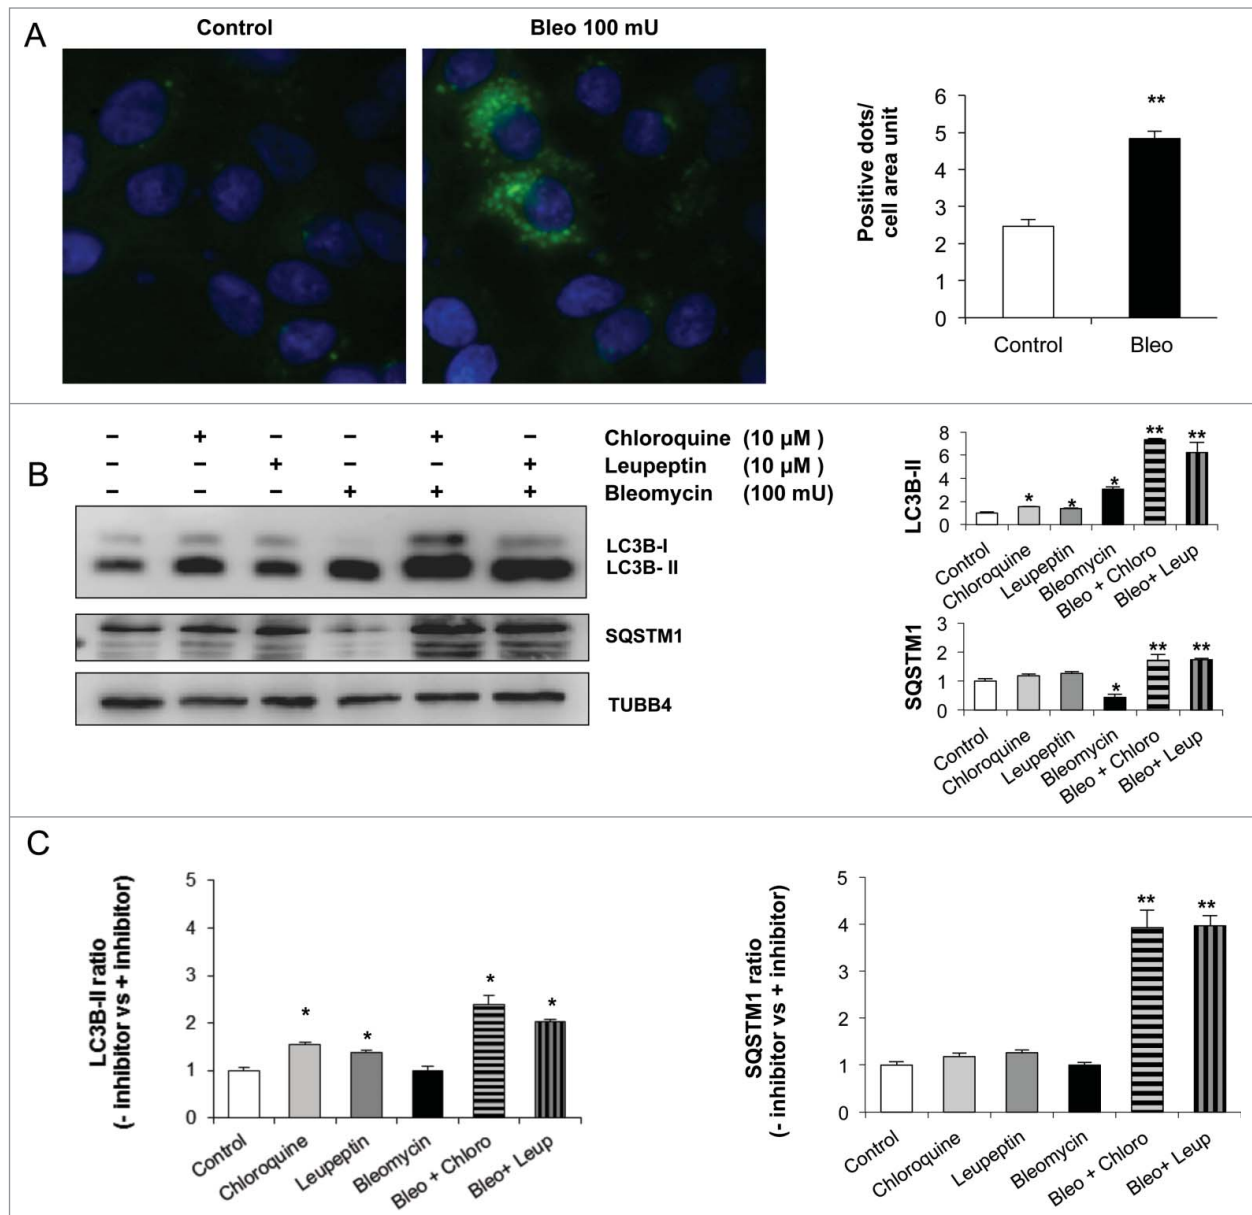 A
Control
Bleo 100 mU
Positive dots/
cell area unit
6
5
4
3
2
1
0
**
Control
Bleo
B
– + – – + – Chloroquine (10 µM )
– – + – – + Leupeptin (10 µM )
– – – + + + Bleomycin (100 mU)
LC3B-I
LC3B- II
SQSTM1
TUBB4
LC3B-II
8
6
4
2
0
* * * ** **
Control
Chloroquine
Leupeptin
Bleomycin
Bleo + Chloro
Bleo+ Leup
SQSTM1
3
2
1
0
* ** **
Control
Chloroquine
Leupeptin
Bleomycin
Bleo + Chloro
Bleo+ Leup
C
LC3B-II ratio
(- inhibitor vs + inhibitor)
5
4
3
2
1
0
* * * *
Control
Chloroquine
Leupeptin
Bleomycin
Bleo + Chloro
Bleo+ Leup
SQSTM1 ratio
(- inhibitor vs + inhibitor)
5
4
3
2
1
0
** **
Control
Chloroquine
Leupeptin
Bleomycin
Bleo + Chloro
Bleo+ Leup